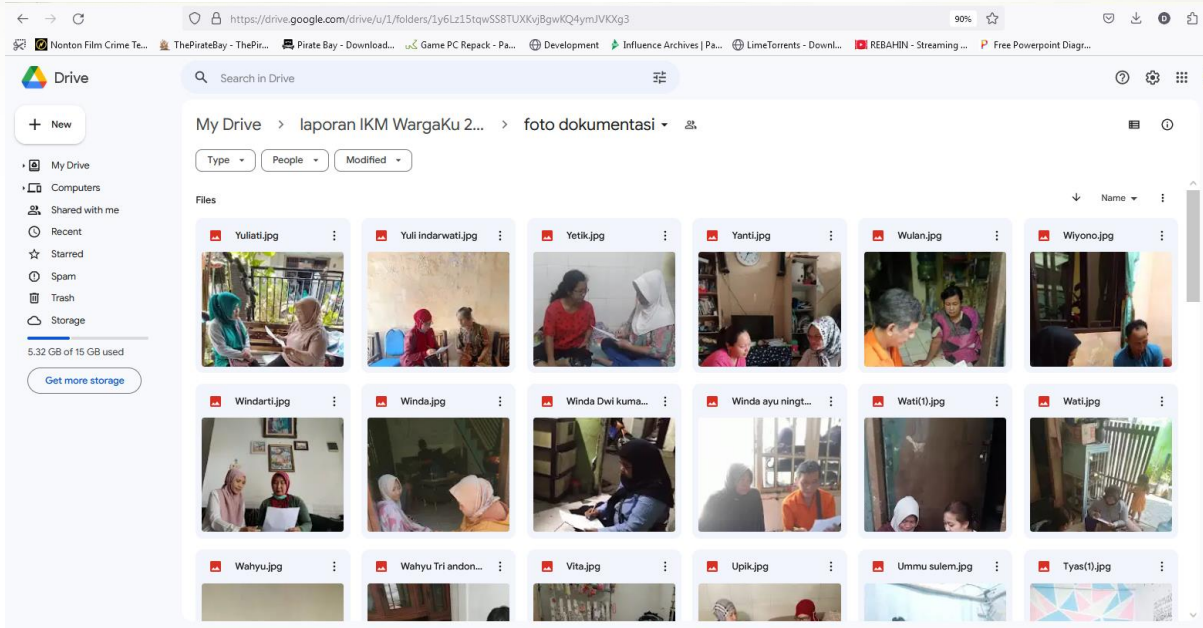 https://drive.google.com/drive/u/1/folders/1y6Lz15tqwSS8TUXKvjBgwKQ4ymJVKXg3
90%
Nonton Film Crime Te...
ThePirateBay - ThePir...
Pirate Bay - Download...
Game PC Repack - Pa...
Development
Influence Archives | Pa...
LimeTorrents - Downl...
REBAHIN - Streaming ...
Free Powerpoint Diagr...
Drive
Search in Drive
New
My Drive > laporan IKM WargaKu 2... > foto dokumentasi
Type
People
Modified
My Drive
Computers
Shared with me
Recent
Starred
Spam
Trash
Storage
5.32 GB of 15 GB used
Get more storage
Files
Name
Yuliati.jpg
Yuli indarwati.jpg
Yetik.jpg
Yanti.jpg
Wulan.jpg
Wiyono.jpg
Windarti.jpg
Winda.jpg
Winda Dwi kuma...
Winda ayu ningt...
Wati(1).jpg
Wati.jpg
Wahyu.jpg
Wahyu Tri andon...
Vita.jpg
Upik.jpg
Ummu sulem.jpg
Tyas(1).jpg